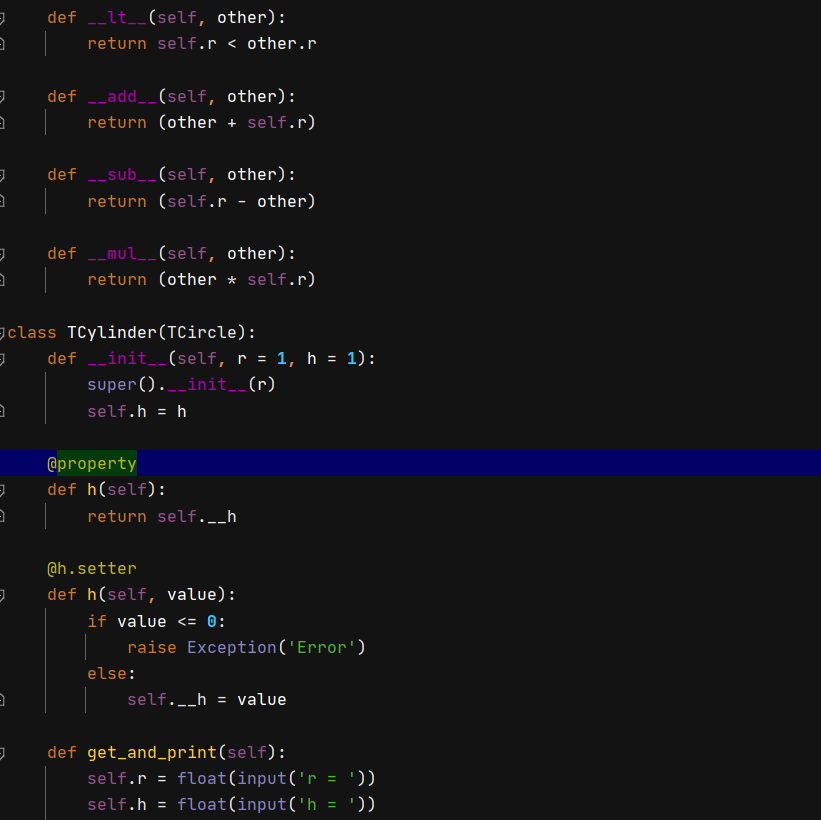 def __lt__(self, other):
        return self.r < other.r

    def __add__(self, other):
        return (other + self.r)

    def __sub__(self, other):
        return (self.r - other)

    def __mul__(self, other):
        return (other * self.r)

class TCylinder(TCircle):
    def __init__(self, r = 1, h = 1):
        super().__init__(r)
        self.h = h

    @property
    def h(self):
        return self.__h

    @h.setter
    def h(self, value):
        if value <= 0:
            raise Exception('Error')
        else:
            self.__h = value

    def get_and_print(self):
        self.r = float(input('r = '))
        self.h = float(input('h = '))